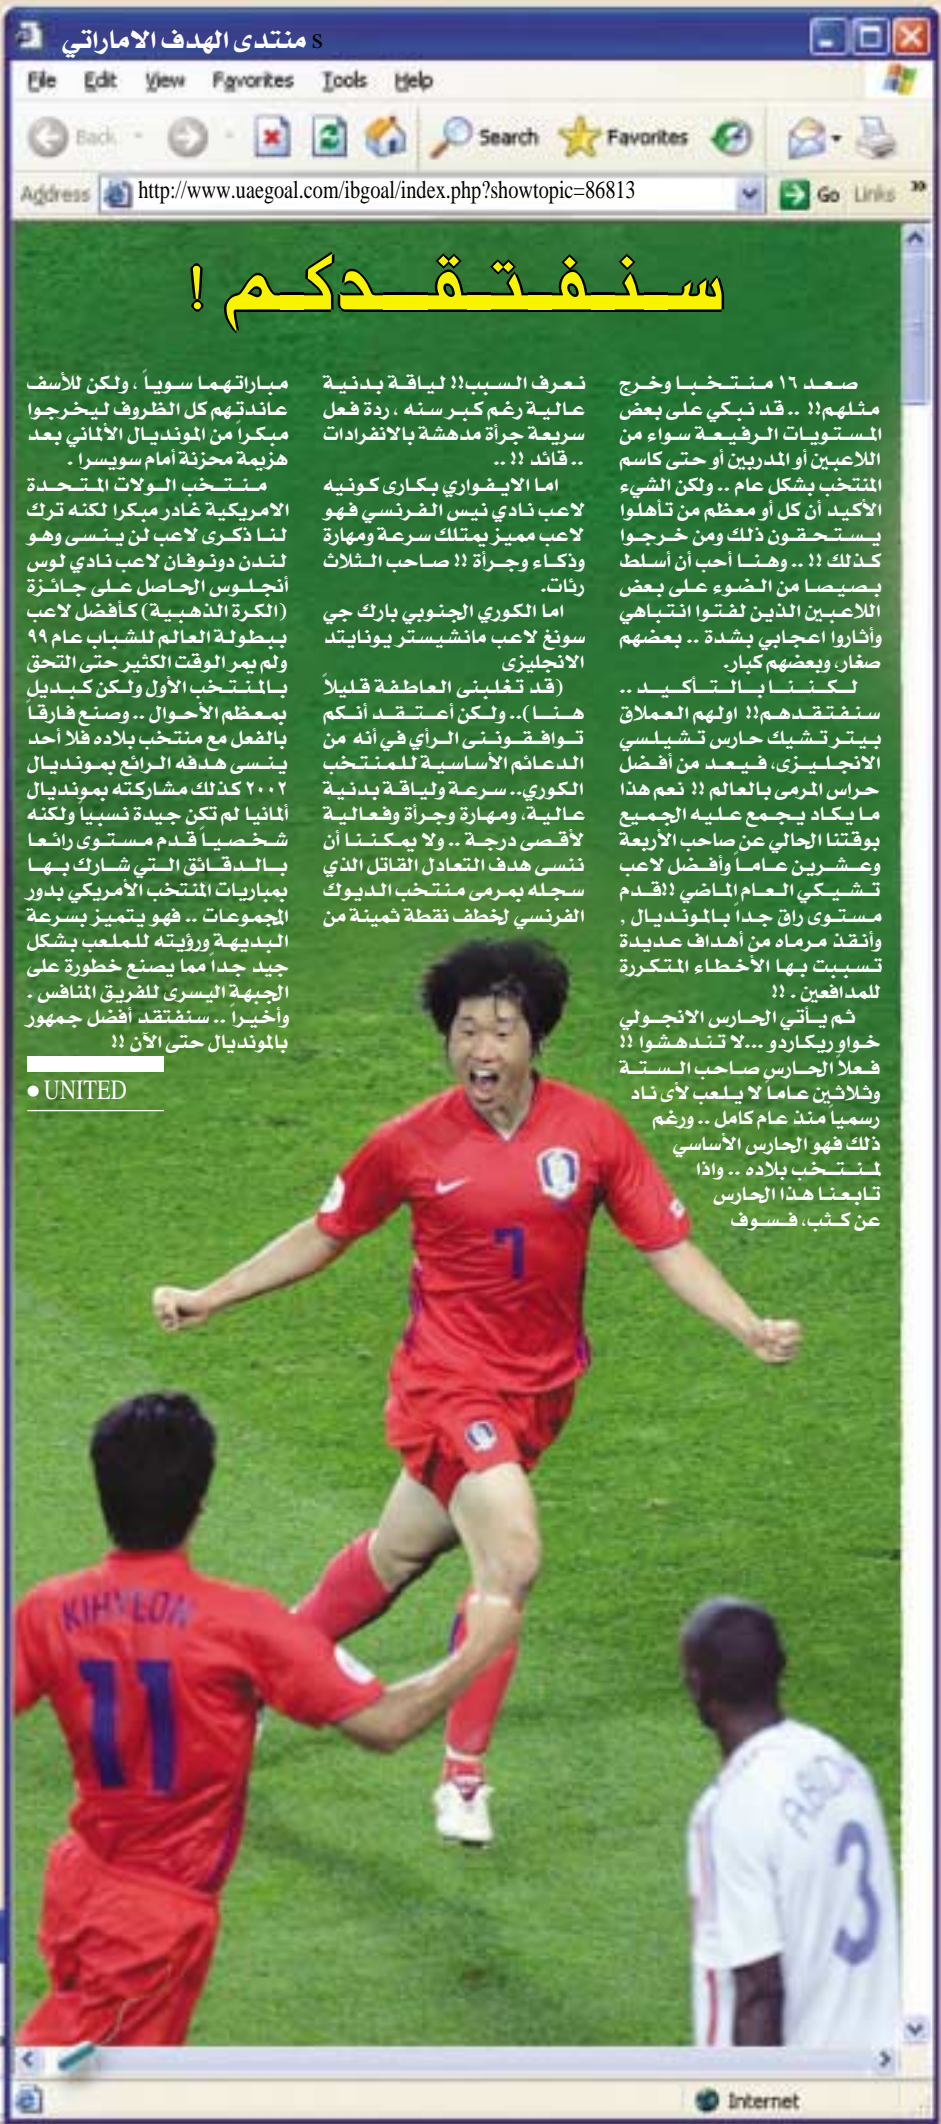 منتدى الهدف الاماراتي s
File Edit View Favorites Tools Help
Back Search Favorites
Address http://www.uaegoal.com/ibgoal/index.php?showtopic=86813 Go Links »
سنفتقدكم !
صعد ١٦ منتخبا وخرج
مثلهم!! .. قد نبكي على بعض
المستويات الرفيعة سواء من
اللاعبين أو المدربين أو حتى كاسم
المنتخب بشكل عام .. ولكن الشيء
الأكيد أن كل أو معظم من تأهلوا
يستحقون ذلك ومن خرجوا
كذلك !! .. وهنا أحب أن أسلط
بصيصا من الضوء على بعض
اللاعبين الذين لفتوا انتباهي
وأثاروا اعجابي بشدة .. بعضهم
صغار، وبعضهم كبار.
لكننا بالتأكيد ..
سنفتقدهم!! اولهم العملاق
بيتر تشيك حارس تشيلسي
الانجليزى، فيعد من أفضل
حراس المرمى بالعالم !! نعم هذا
ما يكاد يجمع عليه الجميع
بوقتنا الحالي عن صاحب الأربعة
وعشرين عاماً وأفضل لاعب
تشيكي العام الماضي !!قدم
مستوى راق جداً بالمونديال ,
وأنقذ مرماه من أهداف عديدة
تسببت بها الأخطاء المتكررة
للمدافعين . !!
ثم يأتي الحارس الانجولي
خواو ريكاردو ...لا تندهشوا !!
فعلاً الحارس صاحب الستة
وثلاثين عاماً لا يلعب لأى ناد
رسمياً منذ عام كامل .. ورغم
ذلك فهو الحارس الأساسي
لمنتخب بلاده .. واذا
تابعنا هذا الحارس
عن كثب، فسوف
نعرف السبب!! لياقة بدنية
عالية رغم كبر سنه ، ردة فعل
سريعة جرأة مدهشة بالانفرادات
.. قائد !! ..
اما الايفواري بكارى كونيه
لاعب نادي نيس الفرنسي فهو
لاعب مميز يمتلك سرعة ومهارة
وذكاء وجرأة !! صاحب الثلاث
رئات.
اما الكوري الجنوبي بارك جي
سونغ لاعب مانشيستر يونايتد
الانجليزى
(قد تغلبنى العاطفة قليلاً
هنا).. ولكن أعتقد أنكم
توافقوننى الرأي في أنه من
الدعائم الأساسية للمنتخب
الكوري.. سرعة ولياقة بدنية
عالية، ومهارة وجرأة وفعالية
لأقصى درجة .. ولا يمكننا أن
ننسى هدف التعادل القاتل الذي
سجله بمرمى منتخب الديوك
الفرنسي لخطف نقطة ثمينة من
مباراتهما سوياً ، ولكن للأسف
عاندتهم كل الظروف ليخرجوا
مبكراً من المونديال الألماني بعد
هزيمة محزنة أمام سويسرا .
منتخب الولات المتحدة
الامريكية غادر مبكرا لكنه ترك
لنا ذكرى لاعب لن ينسى وهو
لندن دونوفان لاعب نادي لوس
أنجلوس الحاصل على جائزة
(الكرة الذهبية) كأفضل لاعب
ببطولة العالم للشباب عام ٩٩
ولم يمر الوقت الكثير حتى التحق
بالمنتخب الأول ولكن كبديل
بمعظم الأحوال .. وصنع فارقاً
بالفعل مع منتخب بلاده فلا أحد
ينسى هدفه الرائع بمونديال
٢٠٠٢ كذلك مشاركته بمونديال
ألمانيا لم تكن جيدة نسبياً ولكنه
شخصياً قدم مستوى رائعا
بالدقائق التي شارك بها
بمباريات المنتخب الأمريكي بدور
المجموعات .. فهو يتميز بسرعة
البديهة ورؤيته للملعب بشكل
جيد جداً مما يصنع خطورة على
الجبهة اليسرى للفريق المنافس .
وأخيراً .. سنفتقد أفضل جمهور
بالمونديال حتى الآن !!
● UNITED
7
KIHYEON
11
3
Internet